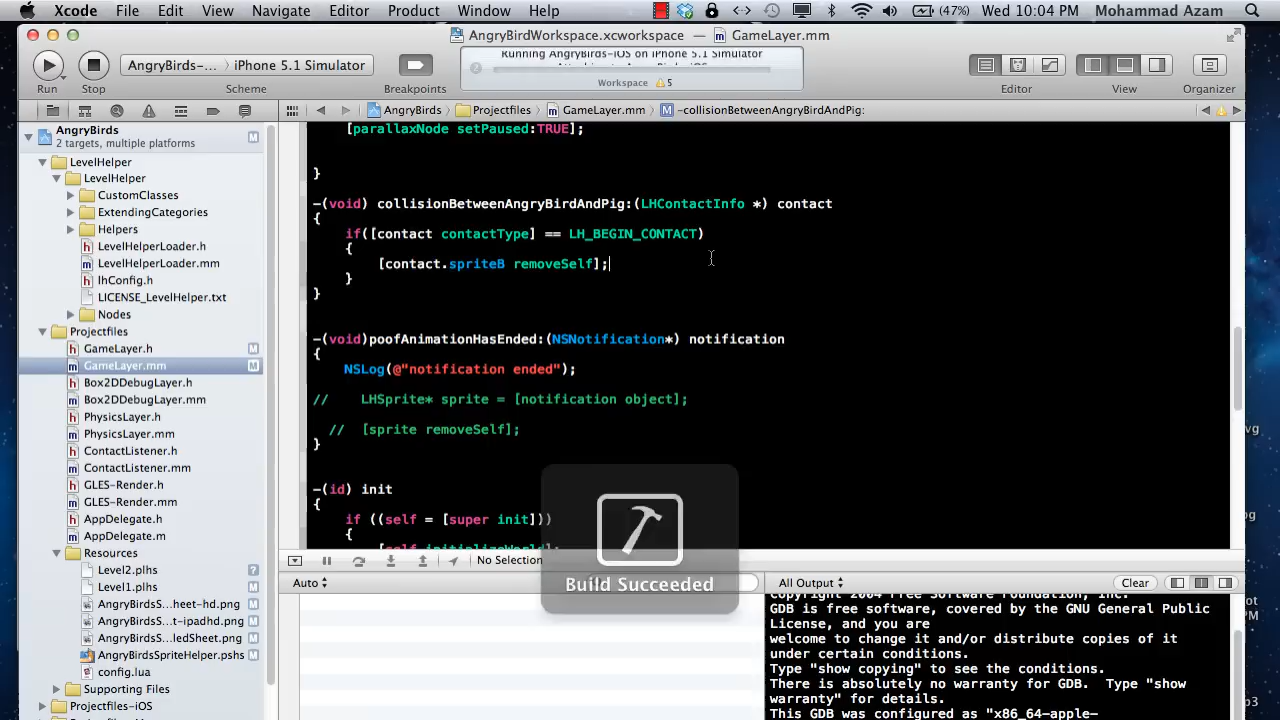 Xcode File Edit View Navigate Editor Product Window Help (47%) Wed 10:04 PM Mohammad Azam
AngryBirdWorkspace.xcworkspace — GameLayer.mm
Running AngryBirds-iOS on iPhone 5.1 Simulator
AngryBirds-... iPhone 5.1 Simulator
2
Workspace 5
Run Stop Scheme Breakpoints Editor View Organizer
AngryBirds Projectfiles GameLayer.mm -collisionBetweenAngryBirdAndPig:
AngryBirds
M
2 targets, multiple platforms
LevelHelper
LevelHelper
CustomClasses
ExtendingCategories
Helpers
LevelHelperLoader.h
LevelHelperLoader.mm
lhConfig.h
LICENSE_LevelHelper.txt
Nodes
Projectfiles
GameLayer.h M
GameLayer.mm M
Box2DDebugLayer.h
Box2DDebugLayer.mm
PhysicsLayer.h
PhysicsLayer.mm
ContactListener.h
ContactListener.mm
GLES-Render.h
GLES-Render.mm
AppDelegate.h
AppDelegate.m
Resources
Level2.plhs ?
Level1.plhs M
AngryBirdsS...heet-hd.png M
AngryBirdsS...t-ipadhd.png M
AngryBirdsS...ledSheet.png M
AngryBirdsSpriteHelper.pshs M
config.lua
Supporting Files
Projectfiles-iOS
[parallaxNode setPaused:TRUE];
}
-(void) collisionBetweenAngryBirdAndPig:(LHContactInfo *) contact
{
if([contact contactType] == LH_BEGIN_CONTACT)
{
[contact.spriteB removeSelf];
}
}
-(void)poofAnimationHasEnded:(NSNotification*) notification
{
NSLog(@"notification ended");
// LHSprite* sprite = [notification object];
// [sprite removeSelf];
}
-(id) init
{
if ((self = [super init]))
{
[self initializeWorld];
Build Succeeded
No Selection
Auto
All Output Clear
GDB is free software, covered by the GNU General Public
License, and you are
welcome to change it and/or distribute copies of it
under certain conditions.
Type "show copying" to see the conditions.
There is absolutely no warranty for GDB. Type "show
warranty" for details.
This GDB was configured as "x86_64-apple-
vg
og
ot
p3